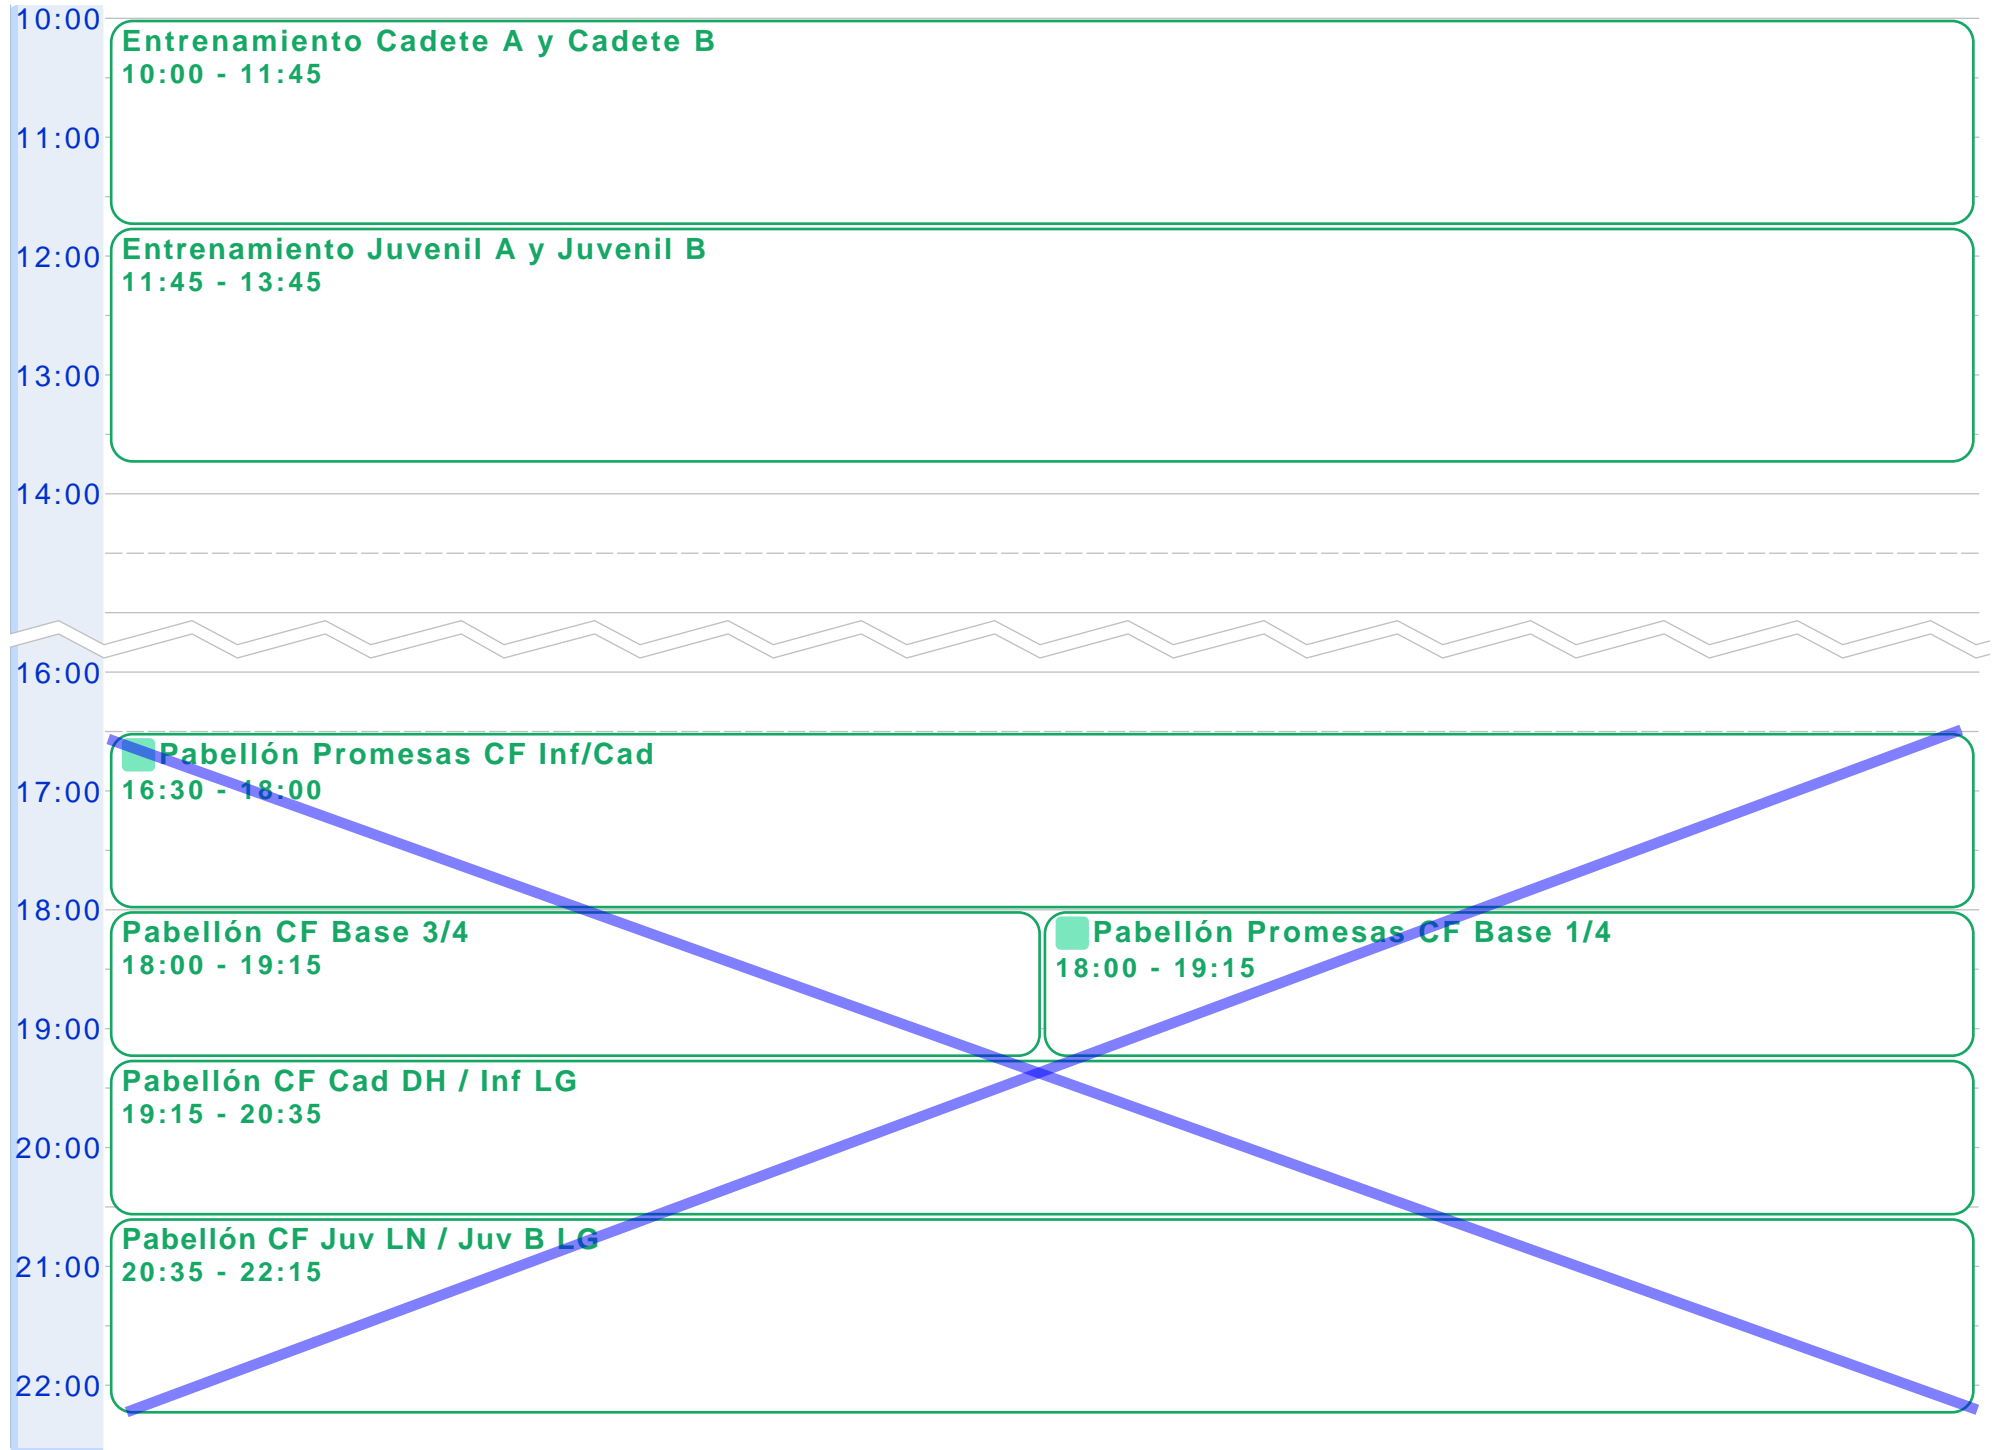 10:00
Entrenamiento Cadete A y Cadete B
10:00 - 11:45
11:00
Entrenamiento Juvenil A y Juvenil B
12:00
11:45 - 13:45
13:00
14:00
16:00
Pabellón Promesas CF Inf/Cad
17:00
16:30 - 18:00
18:00
Pabellón CF Base 3/4
18:00 - 19:15
Pabellón Promesas CF Base 1/4
18:00 - 19:15
19:00
Pabellón CF Cad DH / Inf LG
19:15 - 20:35
20:00
Pabellón CF Juv LN / Juv B LG
21:00
20:35 - 22:15
22:00